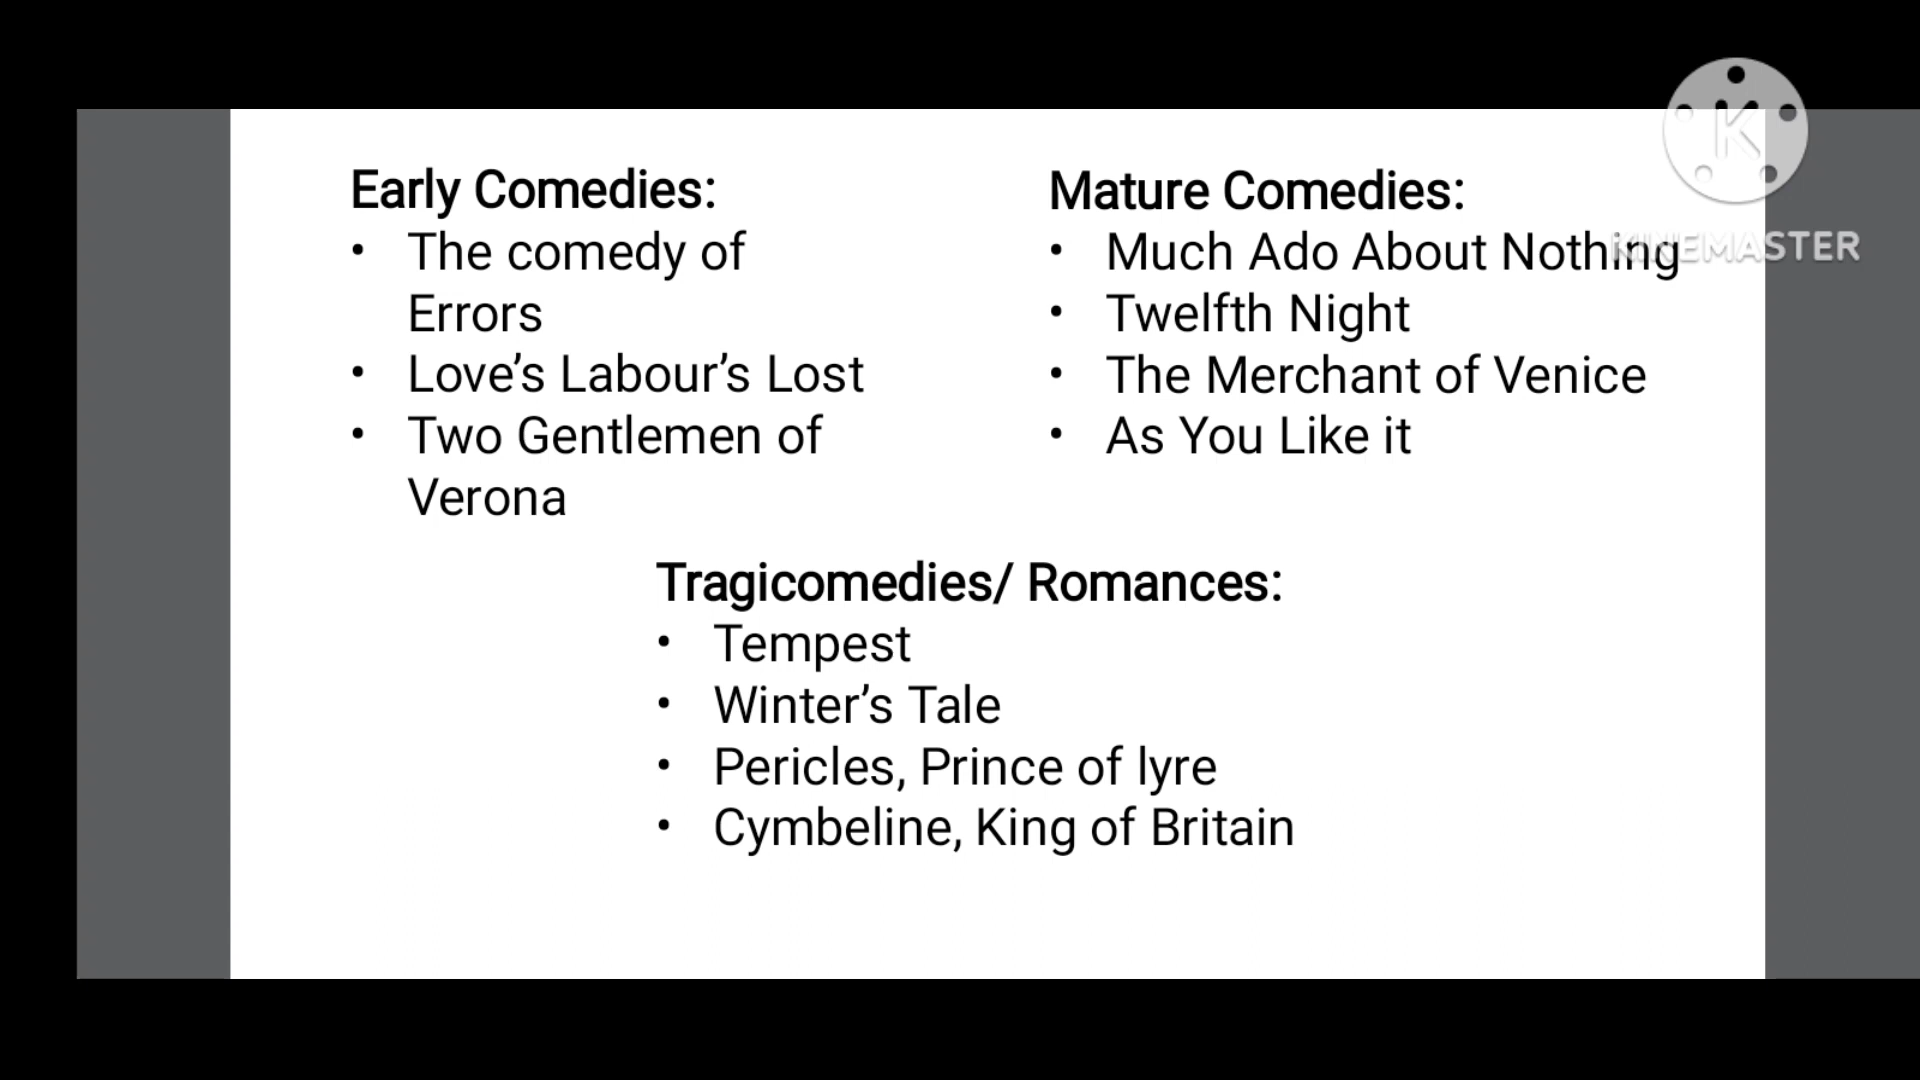 Early Comedies:
• The comedy of
Errors
• Love’s Labour’s Lost
• Two Gentlemen of
Verona
Mature Comedies:
• Much Ado About Nothing
• Twelfth Night
• The Merchant of Venice
• As You Like it
Tragicomedies/ Romances:
• Tempest
• Winter’s Tale
• Pericles, Prince of lyre
• Cymbeline, King of Britain
K
KINEMASTER